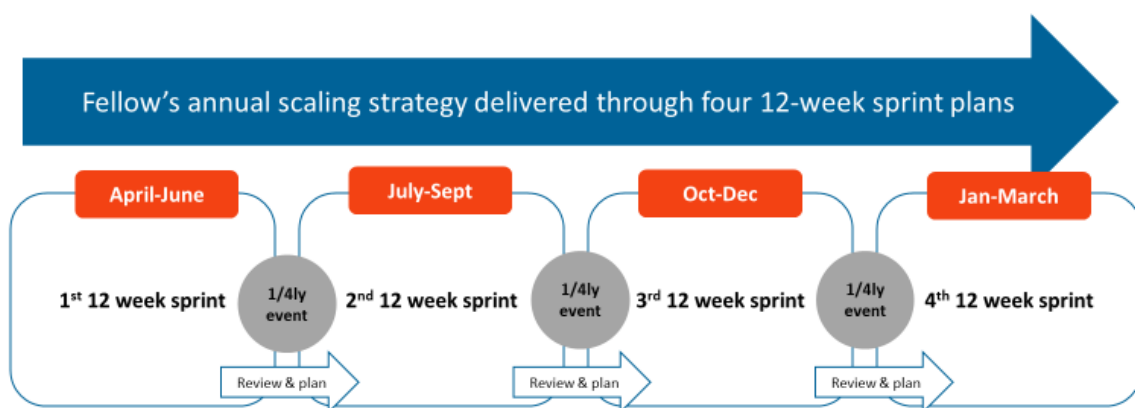 Fellow’s annual scaling strategy delivered through four 12-week sprint plans
April-June
July-Sept
Oct-Dec
Jan-March
1st 12 week sprint
1/4ly
event
2nd 12 week sprint
1/4ly
event
3rd 12 week sprint
1/4ly
event
4th 12 week sprint
Review & plan
Review & plan
Review & plan